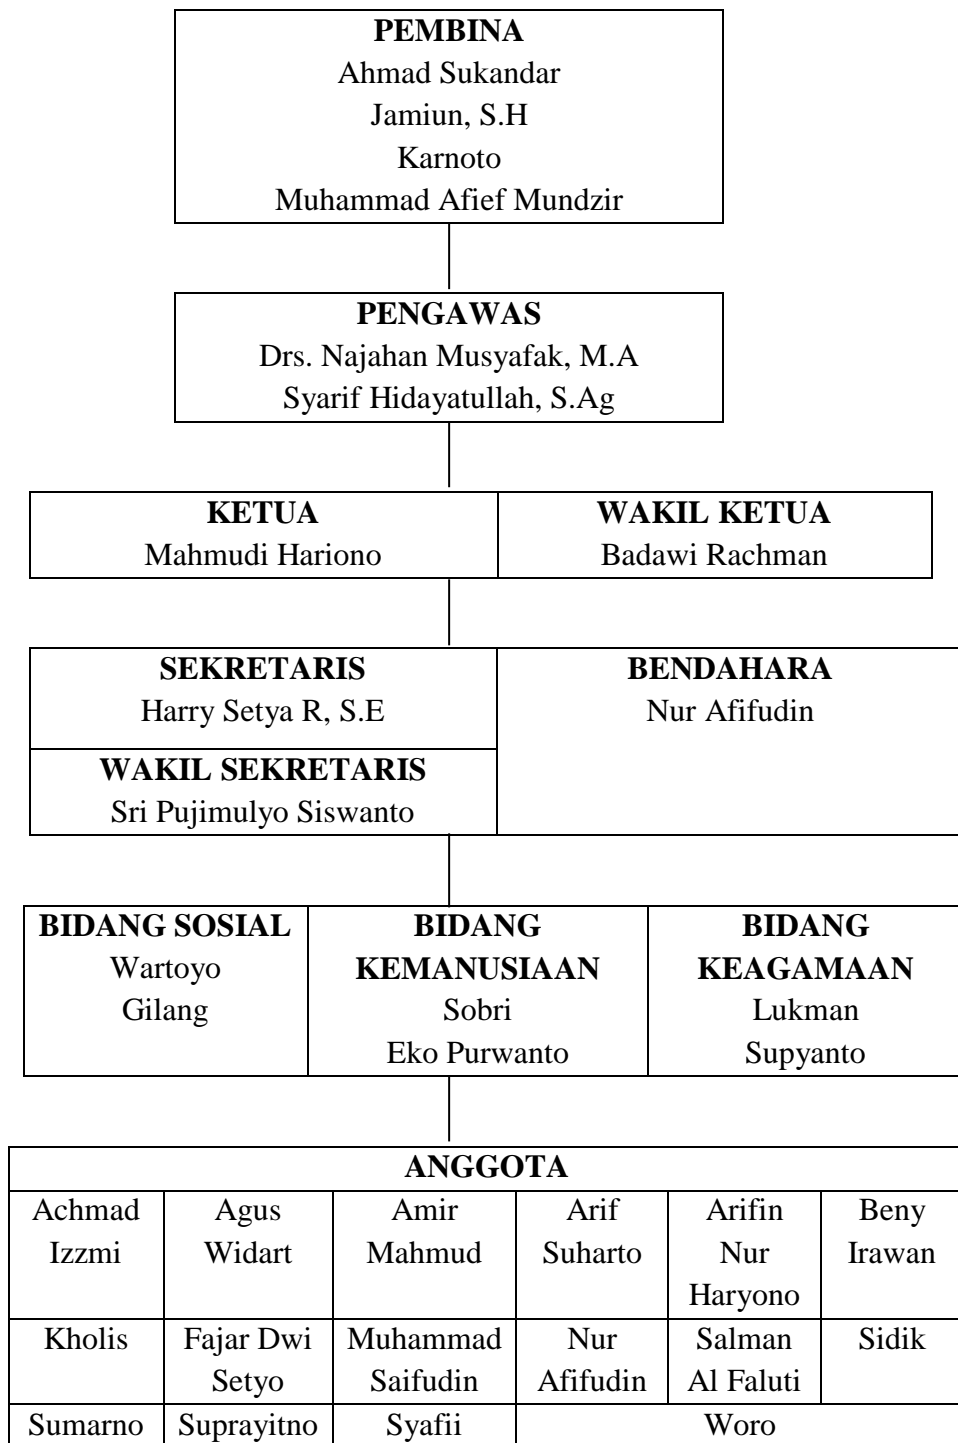 PEMBINA
Ahmad Sukandar
Jamiun, S.H
Karnoto
Muhammad Afief Mundzir
PENGAWAS
Drs. Najahan Musyafak, M.A
Syarif Hidayatullah, S.Ag
KETUA
Mahmudi Hariono
WAKIL KETUA
Badawi Rachman
SEKRETARIS
Harry Setya R, S.E
WAKIL SEKRETARIS
Sri Pujimulyo Siswanto
BENDAHARA
Nur Afifudin
BIDANG SOSIAL
Wartoyo
Gilang
BIDANG
KEMANUSIAAN
Sobri
Eko Purwanto
BIDANG
KEAGAMAAN
Lukman
Supyanto
ANGGOTA
Achmad
Izzmi
Agus
Widart
Amir
Mahmud
Arif
Suharto
Arifin
Nur
Haryono
Beny
Irawan
Kholis
Fajar Dwi
Setyo
Muhammad
Saifudin
Nur
Afifudin
Salman
Al Faluti
Sidik
Sumarno
Suprayitno
Syafii
Woro